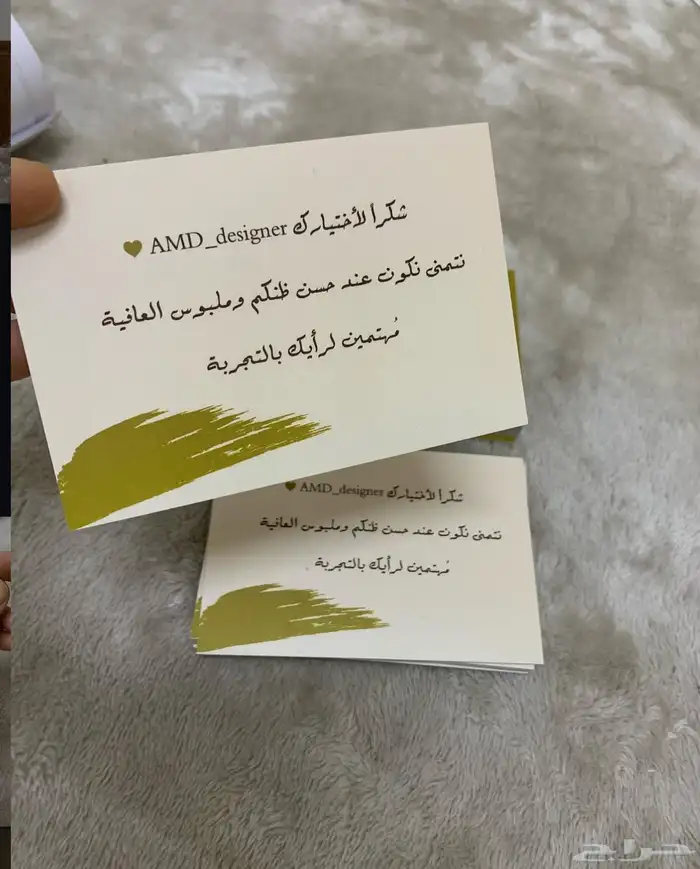 شكراً لأختيارك AMD_designer
نتمنى نكون عند حسن ظنكم وملبوس العافية
مُهتمين لرأيك بالتجربة
شكراً لأختيارك AMD_designer
نتمنى نكون عند حسن ظنكم وملبوس العافية
مُهتمين لرأيك بالتجربة
حراج